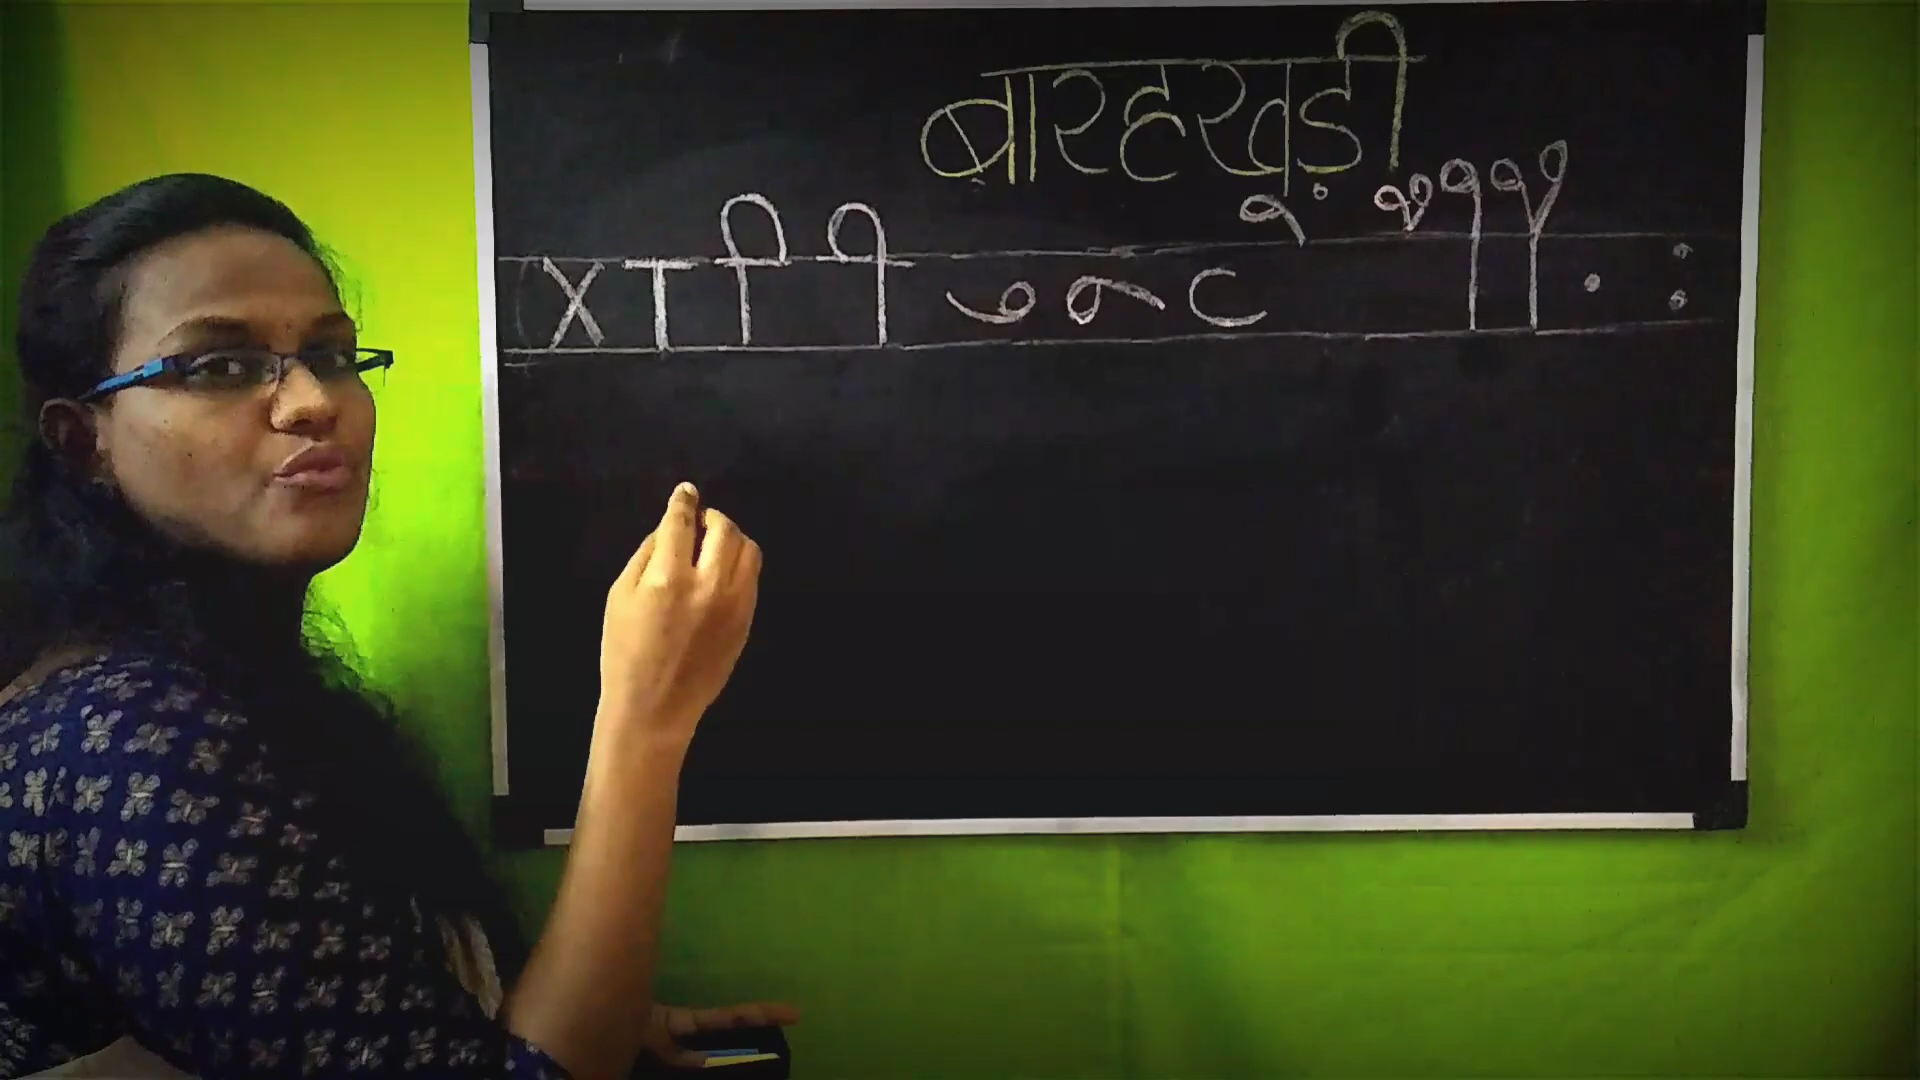 बारहखड़ी
X ा ि ी ु ू ृ े ै ो ौ ं ः